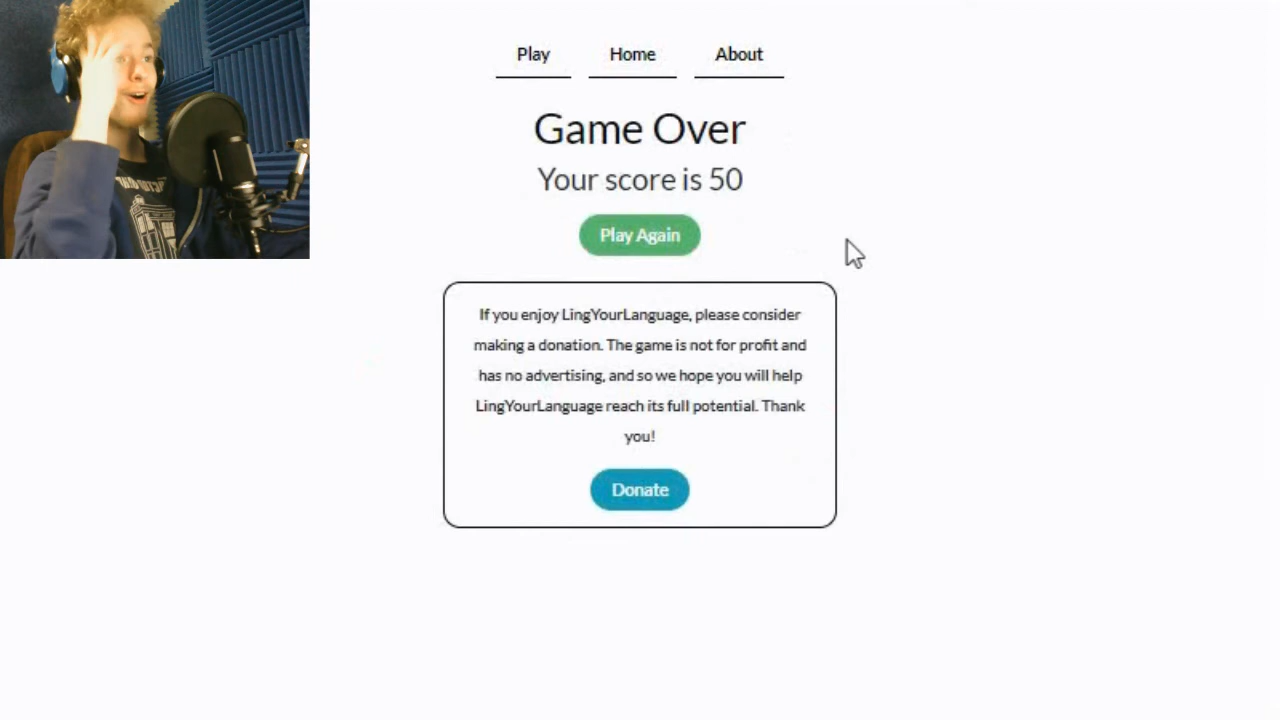 Play Home About
Game Over
Your score is 50
Play Again
If you enjoy LingYourLanguage, please consider
making a donation. The game is not for profit and
has no advertising, and so we hope you will help
LingYourLanguage reach its full potential. Thank
you!
Donate